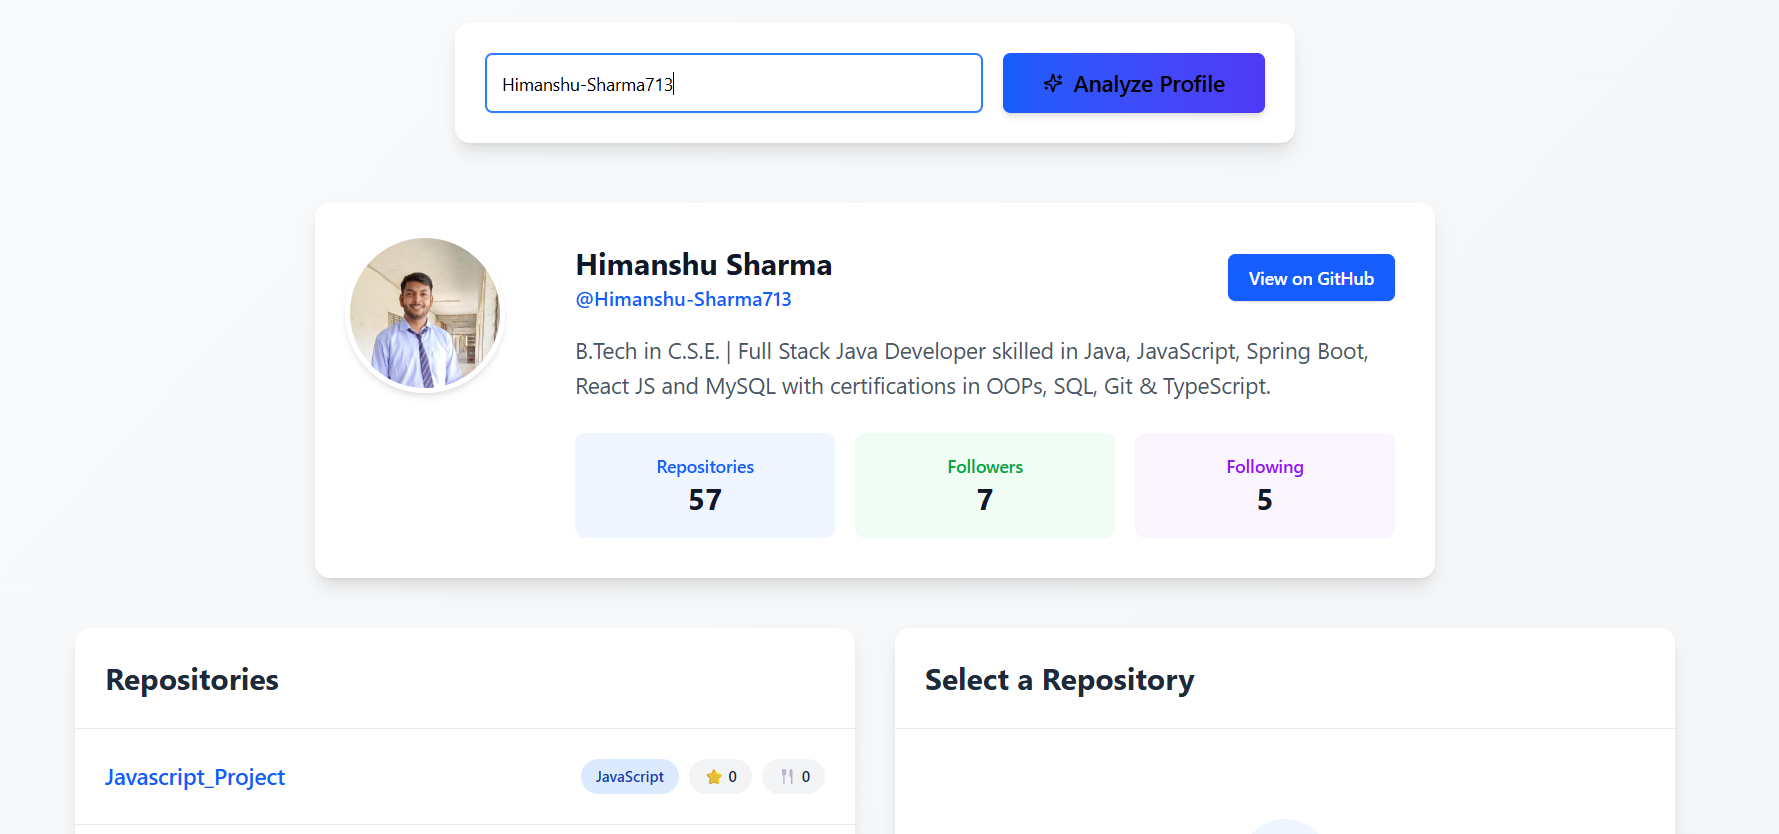 Himanshu-Sharma713
Analyze Profile
Himanshu Sharma
@Himanshu-Sharma713
View on GitHub
B.Tech in C.S.E. | Full Stack Java Developer skilled in Java, JavaScript, Spring Boot,
React JS and MySQL with certifications in OOPs, SQL, Git & TypeScript.
Repositories
57
Followers
7
Following
5
Repositories
Javascript_Project
JavaScript
0
0
Select a Repository